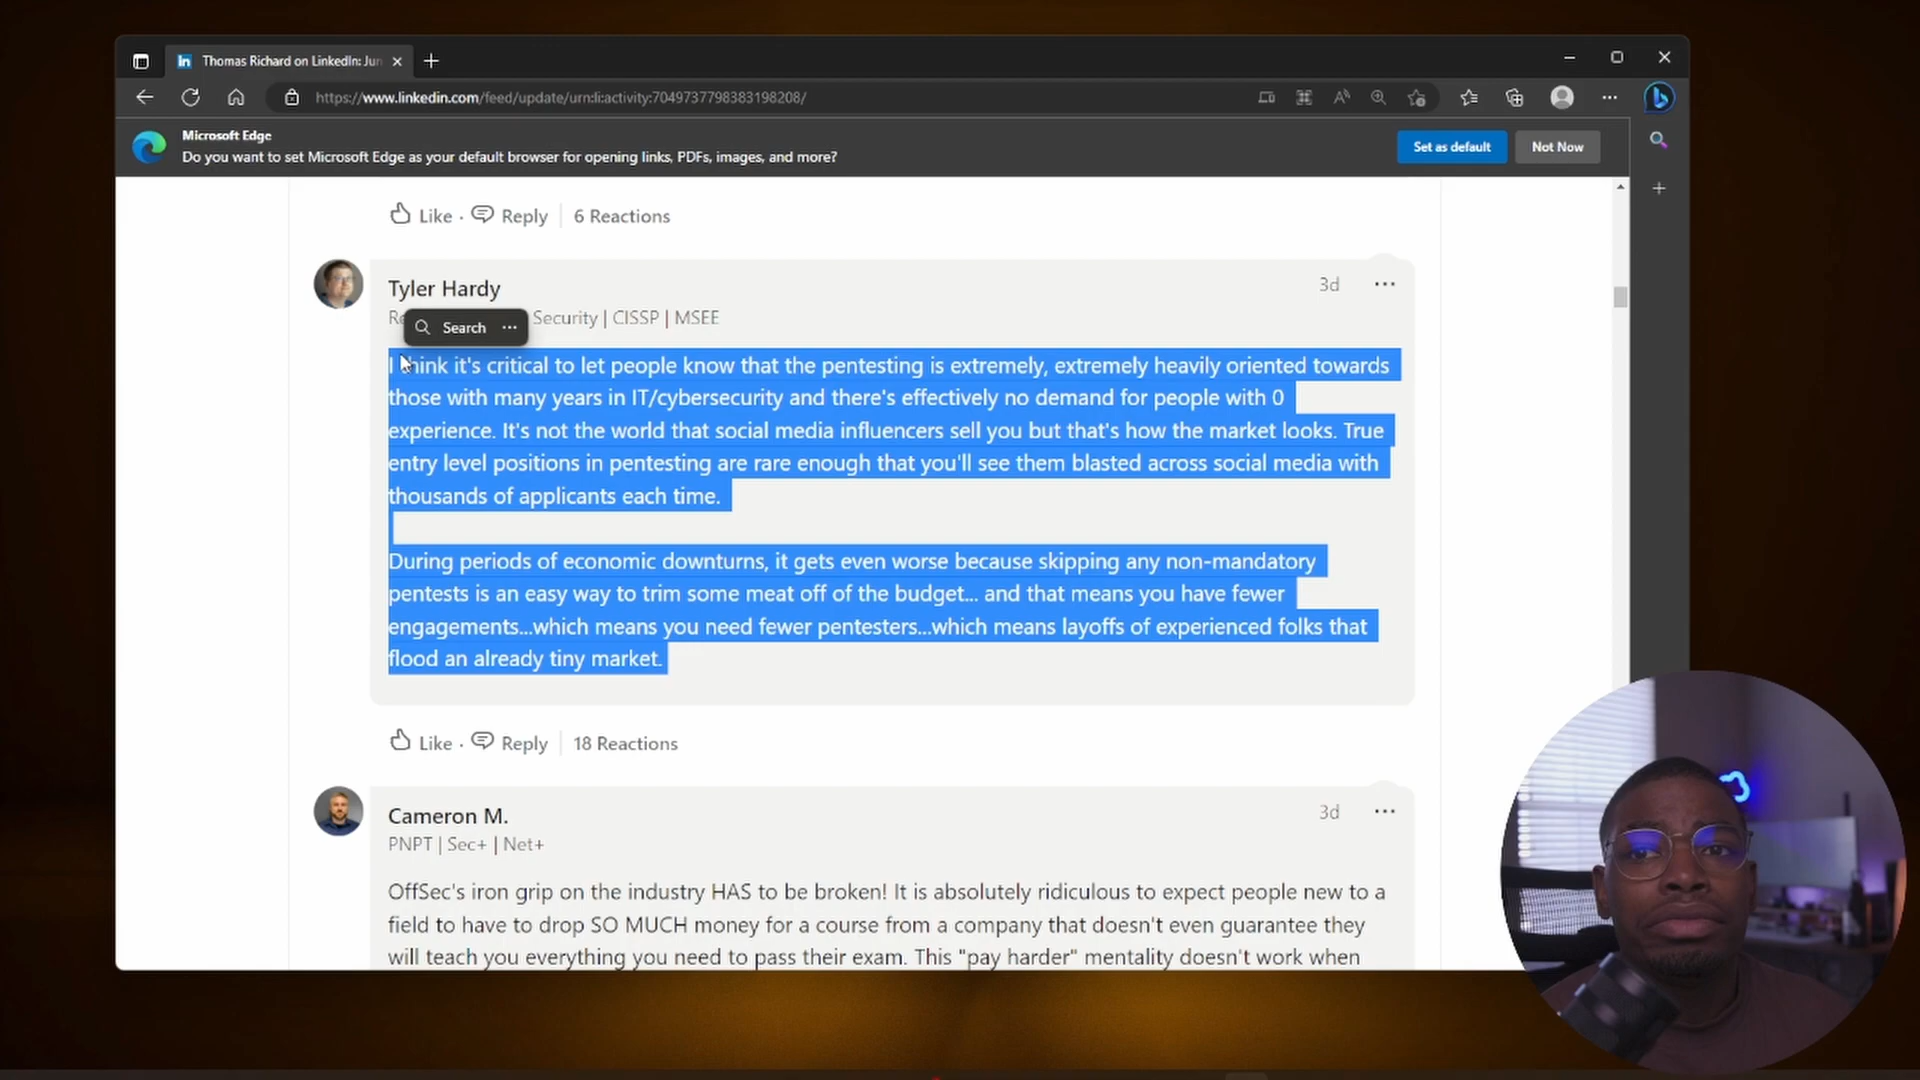 Thomas Richard on LinkedIn: Jun
https://www.linkedin.com/feed/update/urn:li:activity:7049737798383198208/
Microsoft Edge
Do you want to set Microsoft Edge as your default browser for opening links, PDFs, images, and more?
Set as default
Not Now
Like · Reply | 6 Reactions
Tyler Hardy
3d
Search
Security | CISSP | MSEE
I think it's critical to let people know that the pentesting is extremely, extremely heavily oriented towards
those with many years in IT/cybersecurity and there's effectively no demand for people with 0
experience. It's not the world that social media influencers sell you but that's how the market looks. True
entry level positions in pentesting are rare enough that you'll see them blasted across social media with
thousands of applicants each time.
During periods of economic downturns, it gets even worse because skipping any non-mandatory
pentests is an easy way to trim some meat off of the budget... and that means you have fewer
engagements...which means you need fewer pentesters...which means layoffs of experienced folks that
flood an already tiny market.
Like · Reply | 18 Reactions
Cameron M.
3d
PNPT | Sec+ | Net+
OffSec's iron grip on the industry HAS to be broken! It is absolutely ridiculous to expect people new to a
field to have to drop SO MUCH money for a course from a company that doesn't even guarantee they
will teach you everything you need to pass their exam. This "pay harder" mentality doesn't work when